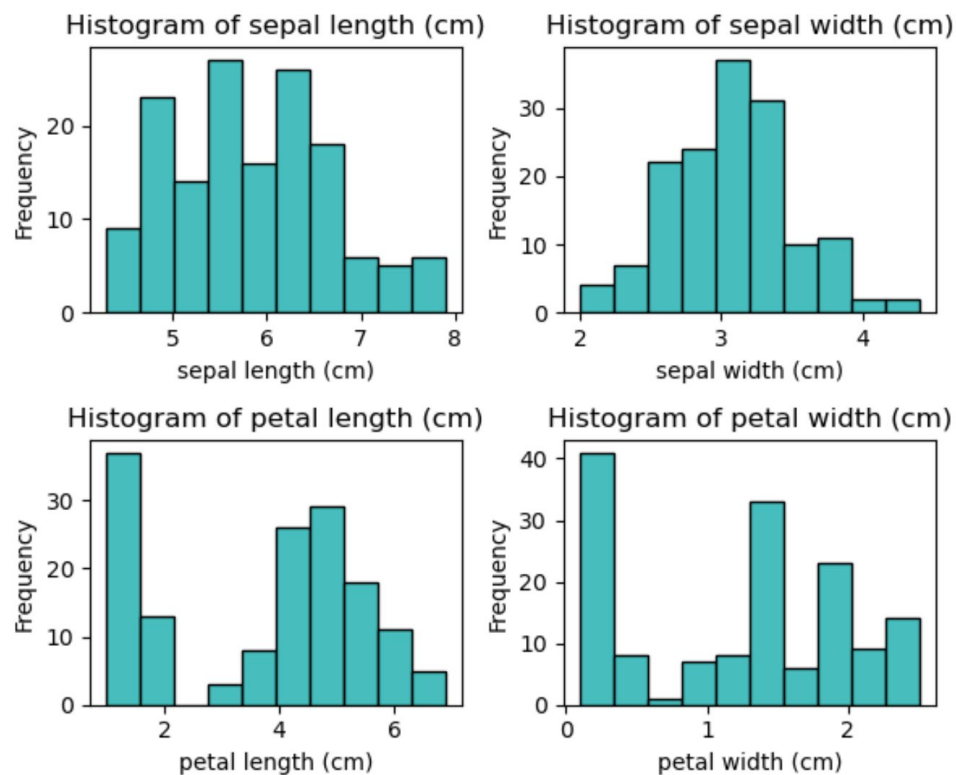 Histogram of sepal length (cm)
Frequency
20
10
0
5 6 7 8
sepal length (cm)
Histogram of sepal width (cm)
Frequency
30
20
10
0
2 3 4
sepal width (cm)
Histogram of petal length (cm)
Frequency
30
20
10
0
2 4 6
petal length (cm)
Histogram of petal width (cm)
Frequency
40
30
20
10
0
0 1 2
petal width (cm)